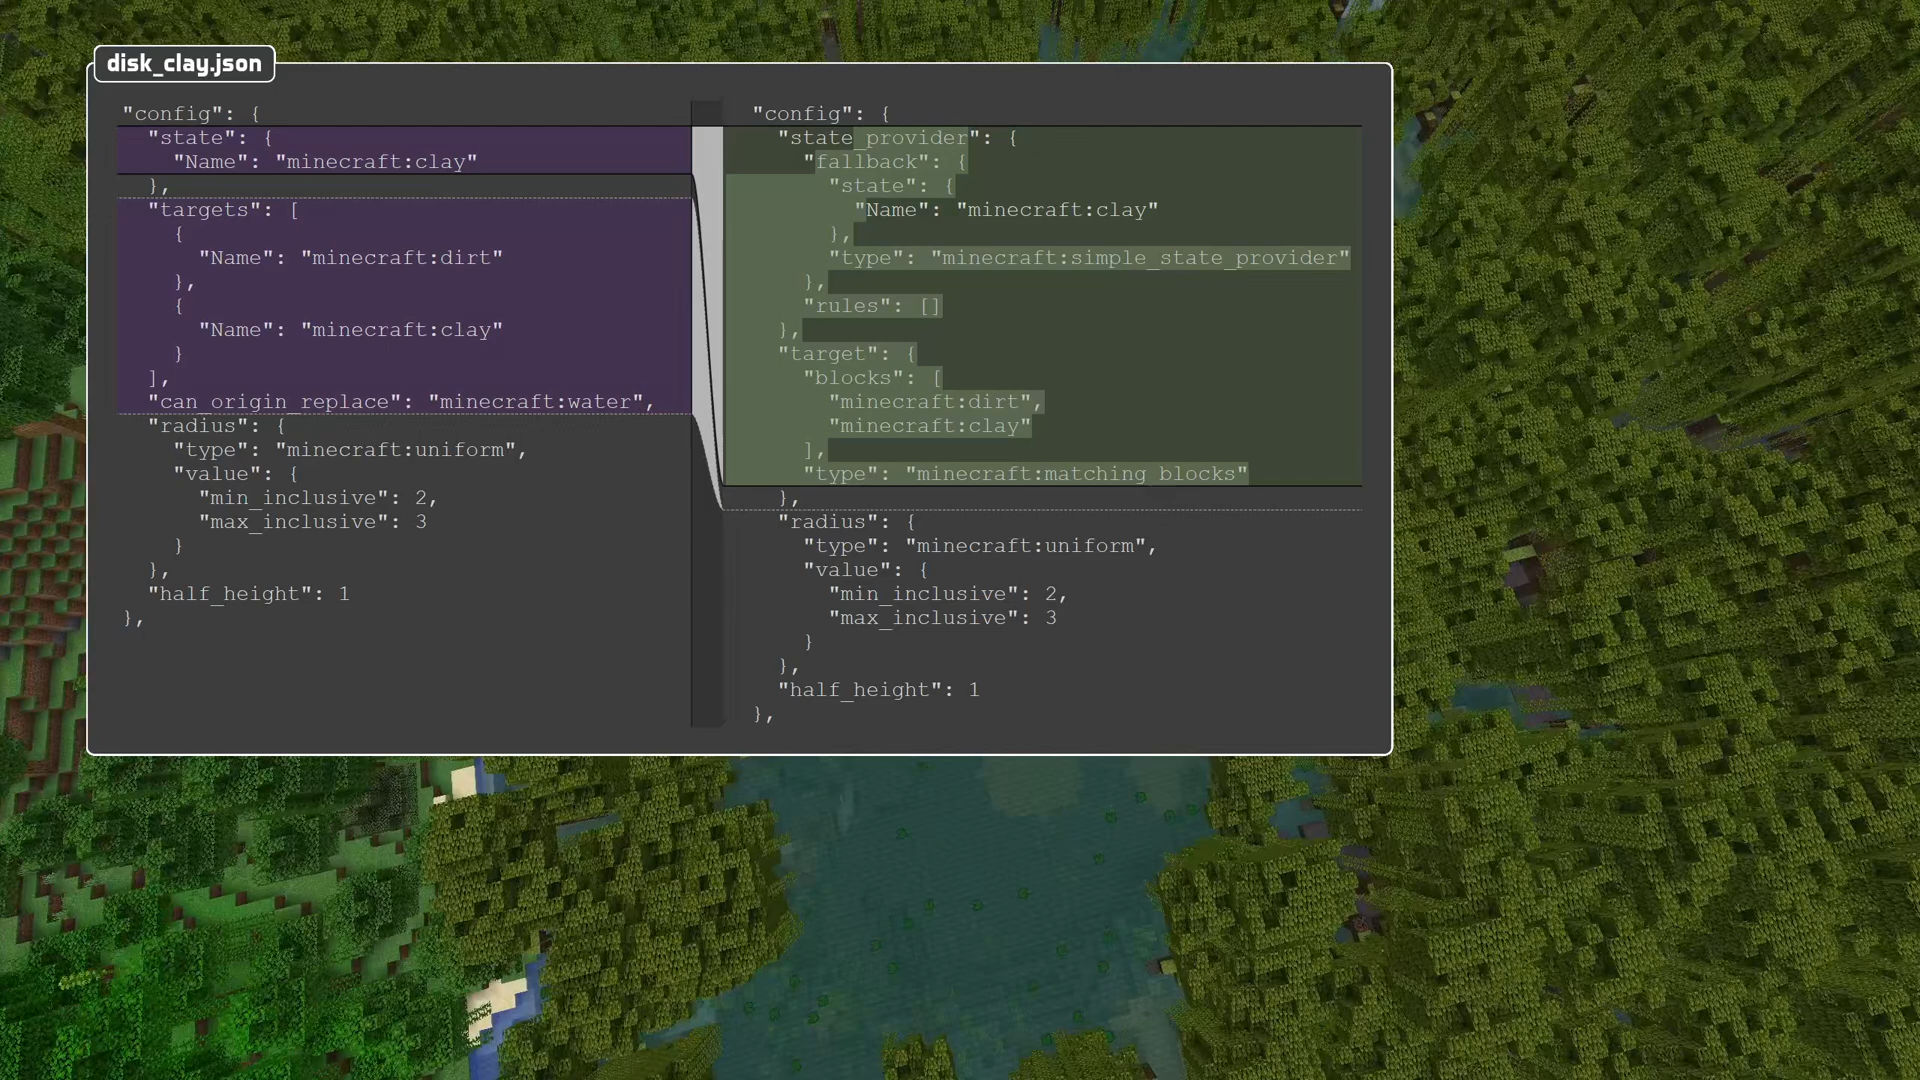 disk_clay.json
"config": {
"state": {
"Name": "minecraft:clay"
},
"targets": [
{
"Name": "minecraft:dirt"
},
{
"Name": "minecraft:clay"
}
],
"can_origin_replace": "minecraft:water",
"radius": {
"type": "minecraft:uniform",
"value": {
"min_inclusive": 2,
"max_inclusive": 3
}
},
"half_height": 1
},
"config": {
"state_provider": {
"fallback": {
"state": {
"Name": "minecraft:clay"
},
"type": "minecraft:simple_state_provider"
},
"rules": []
},
"target": {
"blocks": [
"minecraft:dirt",
"minecraft:clay"
],
"type": "minecraft:matching_blocks"
},
"radius": {
"type": "minecraft:uniform",
"value": {
"min_inclusive": 2,
"max_inclusive": 3
}
},
"half_height": 1
},